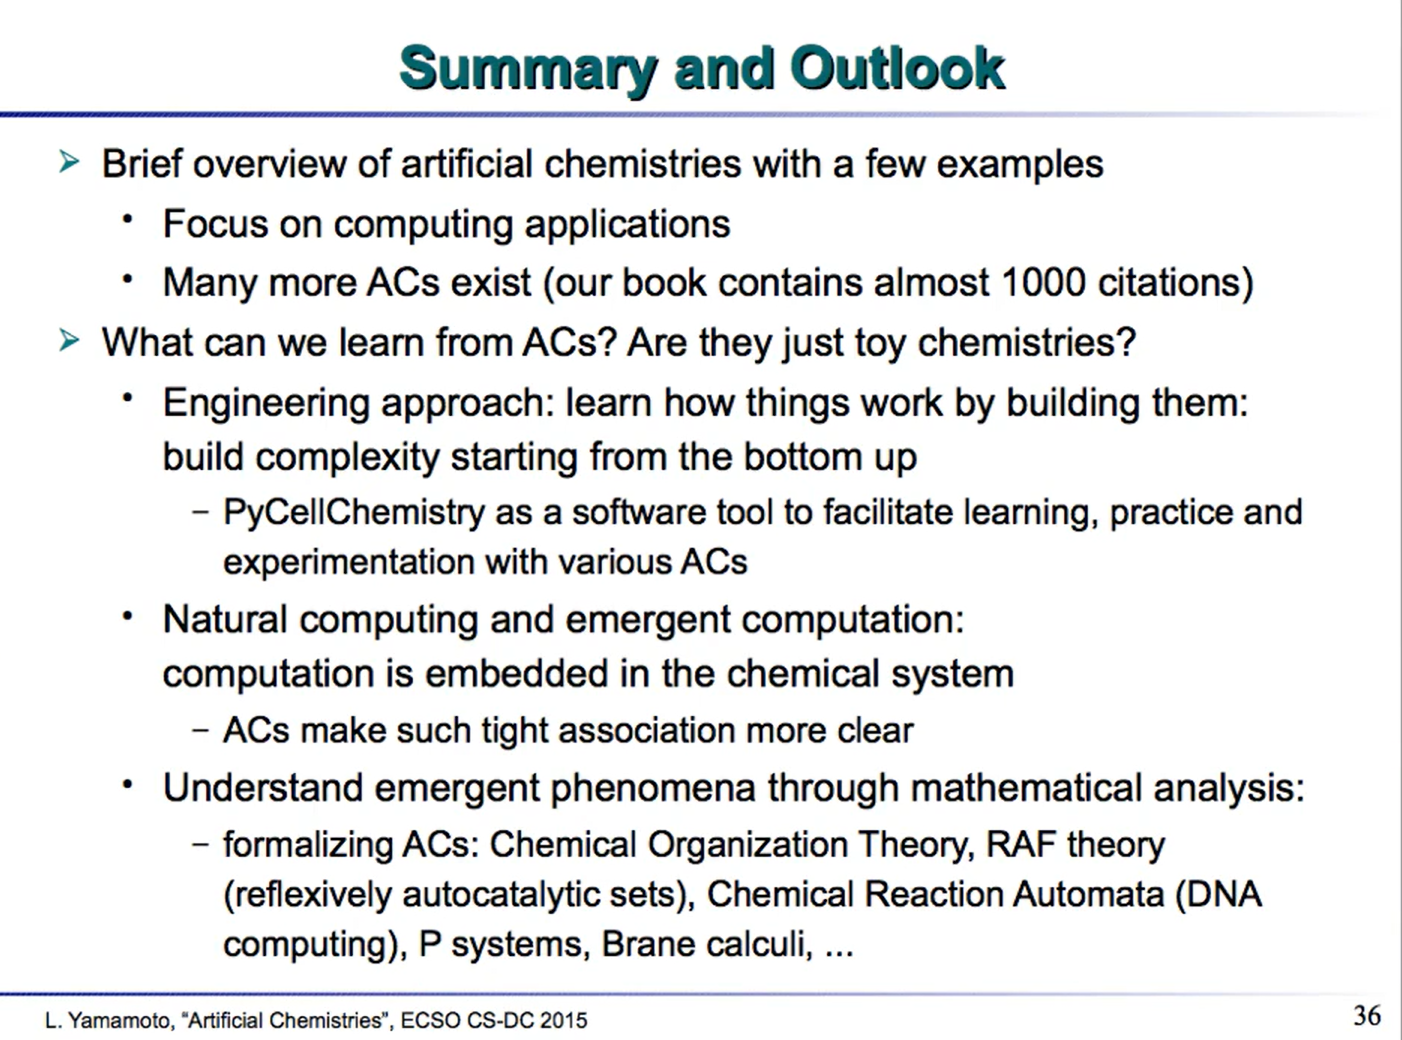 Summary and Outlook
➢ Brief overview of artificial chemistries with a few examples
• Focus on computing applications
• Many more ACs exist (our book contains almost 1000 citations)
➢ What can we learn from ACs? Are they just toy chemistries?
• Engineering approach: learn how things work by building them:
build complexity starting from the bottom up
– PyCellChemistry as a software tool to facilitate learning, practice and
experimentation with various ACs
• Natural computing and emergent computation:
computation is embedded in the chemical system
– ACs make such tight association more clear
• Understand emergent phenomena through mathematical analysis:
– formalizing ACs: Chemical Organization Theory, RAF theory
(reflexively autocatalytic sets), Chemical Reaction Automata (DNA
computing), P systems, Brane calculi, ...
L. Yamamoto, “Artificial Chemistries”, ECSO CS-DC 2015
36